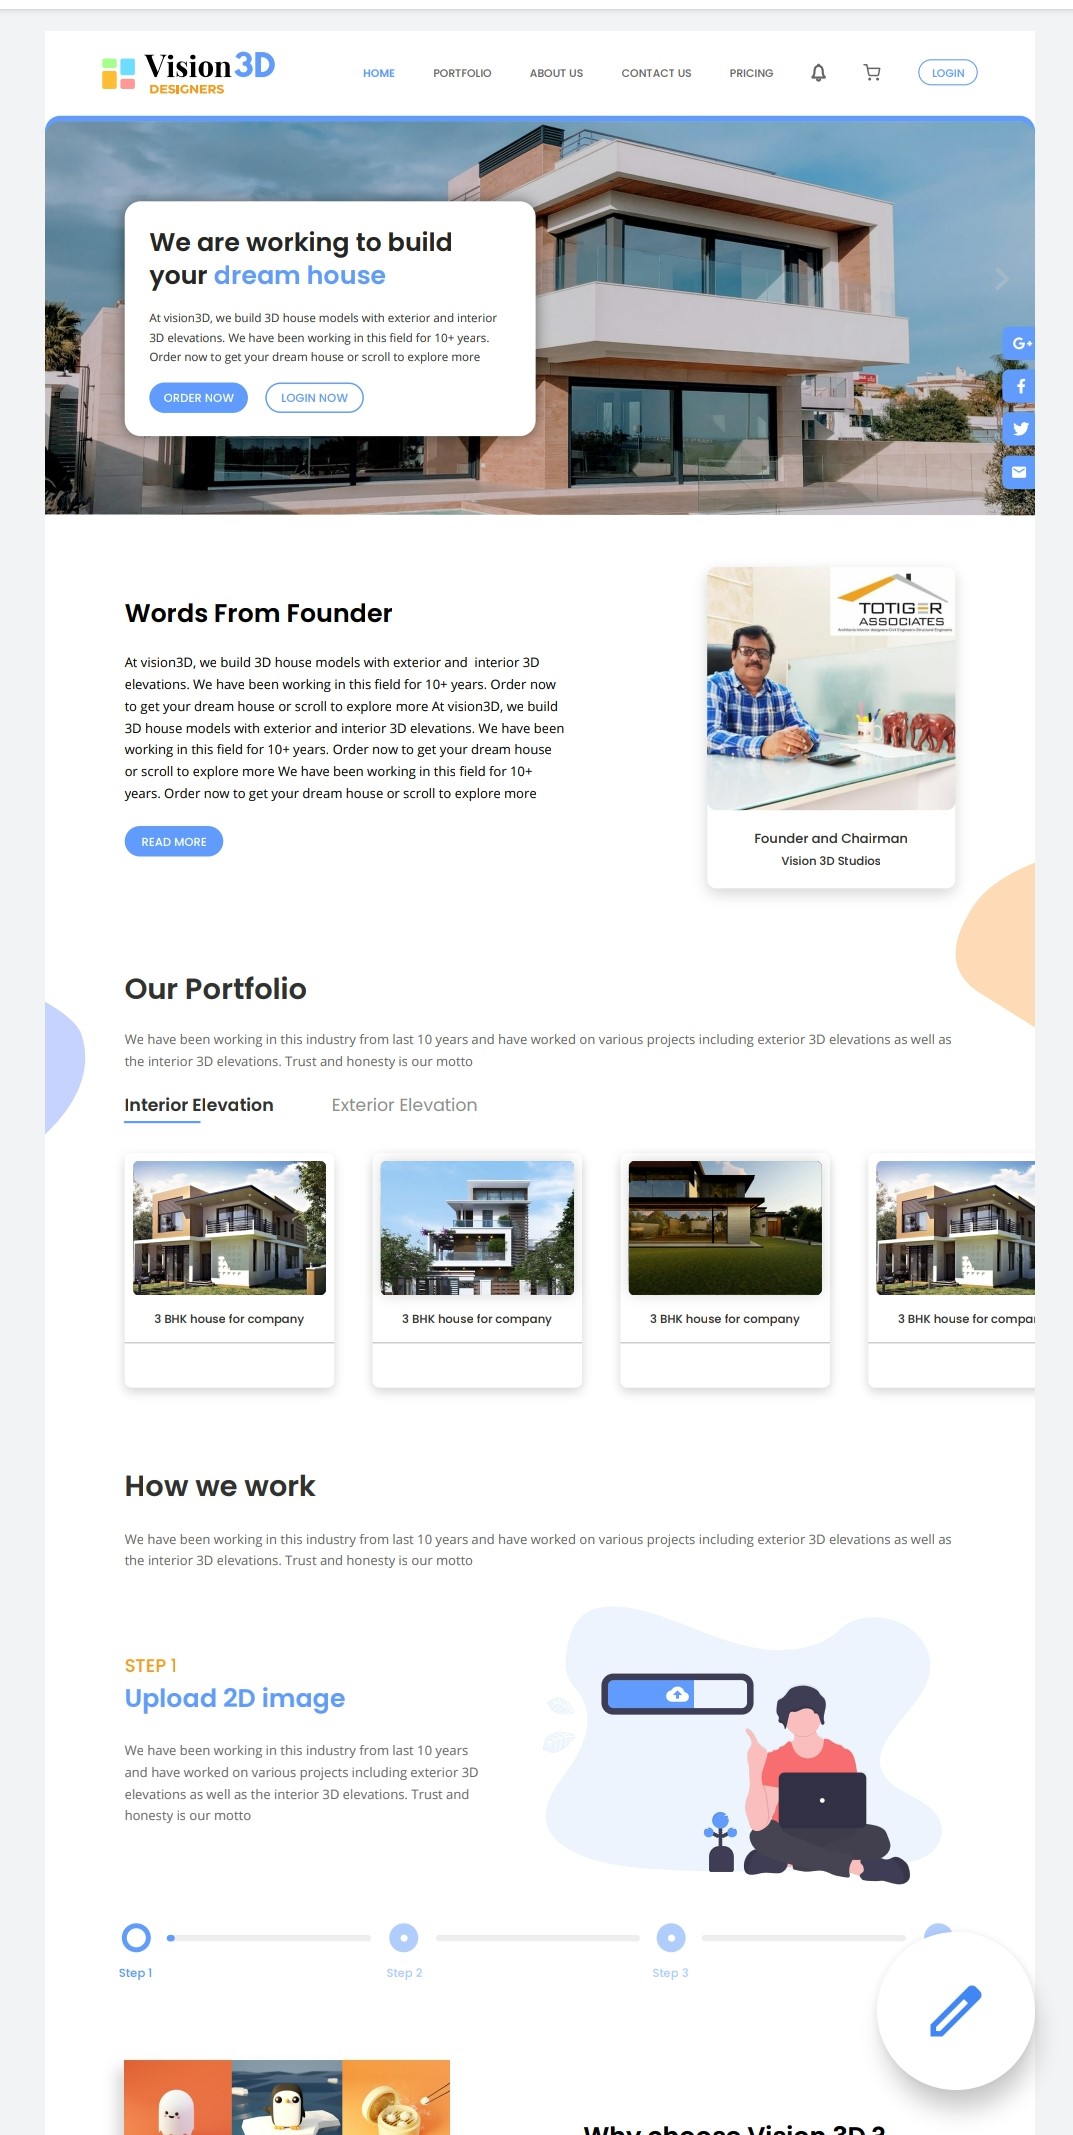 Vision 3D
DESIGNERS
HOME
PORTFOLIO
ABOUT US
CONTACT US
PRICING
LOGIN
We are working to build
your dream house
At vision3D, we build 3D house models with exterior and interior
3D elevations. We have been working in this field for 10+ years.
Order now to get your dream house or scroll to explore more
ORDER NOW
LOGIN NOW
G+
Words From Founder
At vision3D, we build 3D house models with exterior and  interior 3D
elevations. We have been working in this field for 10+ years. Order now
to get your dream house or scroll to explore more At vision3D, we build
3D house models with exterior and interior 3D elevations. We have been
working in this field for 10+ years. Order now to get your dream house
or scroll to explore more We have been working in this field for 10+
years. Order now to get your dream house or scroll to explore more
READ MORE
TOTIGER
ASSOCIATES
Founder and Chairman
Vision 3D Studios
Our Portfolio
We have been working in this industry from last 10 years and have worked on various projects including exterior 3D elevations as well as
the interior 3D elevations. Trust and honesty is our motto
Interior Elevation
Exterior Elevation
3 BHK house for company
3 BHK house for company
3 BHK house for company
3 BHK house for compa
How we work
We have been working in this industry from last 10 years and have worked on various projects including exterior 3D elevations as well as
the interior 3D elevations. Trust and honesty is our motto
STEP 1
Upload 2D image
We have been working in this industry from last 10 years
and have worked on various projects including exterior 3D
elevations as well as the interior 3D elevations. Trust and
honesty is our motto
Step 1
Step 2
Step 3
Why choose Vision 3D ?